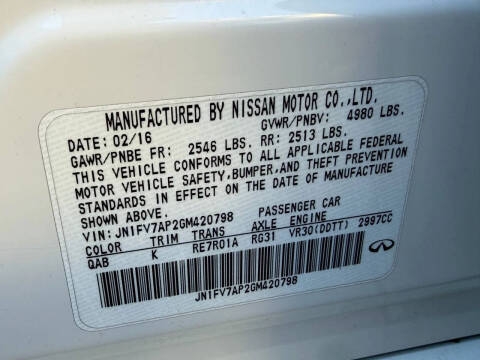 MANUFACTURED BY NISSAN MOTOR CO.,LTD.
DATE: 02/16 GVWR/PNBV: 4980 LBS.
GAWR/PNBE FR: 2546 LBS. RR: 2513 LBS.
THIS VEHICLE CONFORMS TO ALL APPLICABLE FEDERAL
MOTOR VEHICLE SAFETY,BUMPER,AND THEFT PREVENTION
STANDARDS IN EFFECT ON THE DATE OF MANUFACTURE
SHOWN ABOVE.
VIN: JN1FV7AP2GM420798 PASSENGER CAR
COLOR TRIM TRANS AXLE ENGINE
QAB K RE7R01A RG31 VR30(DDTT) 2997CC
JN1FV7AP2GM420798